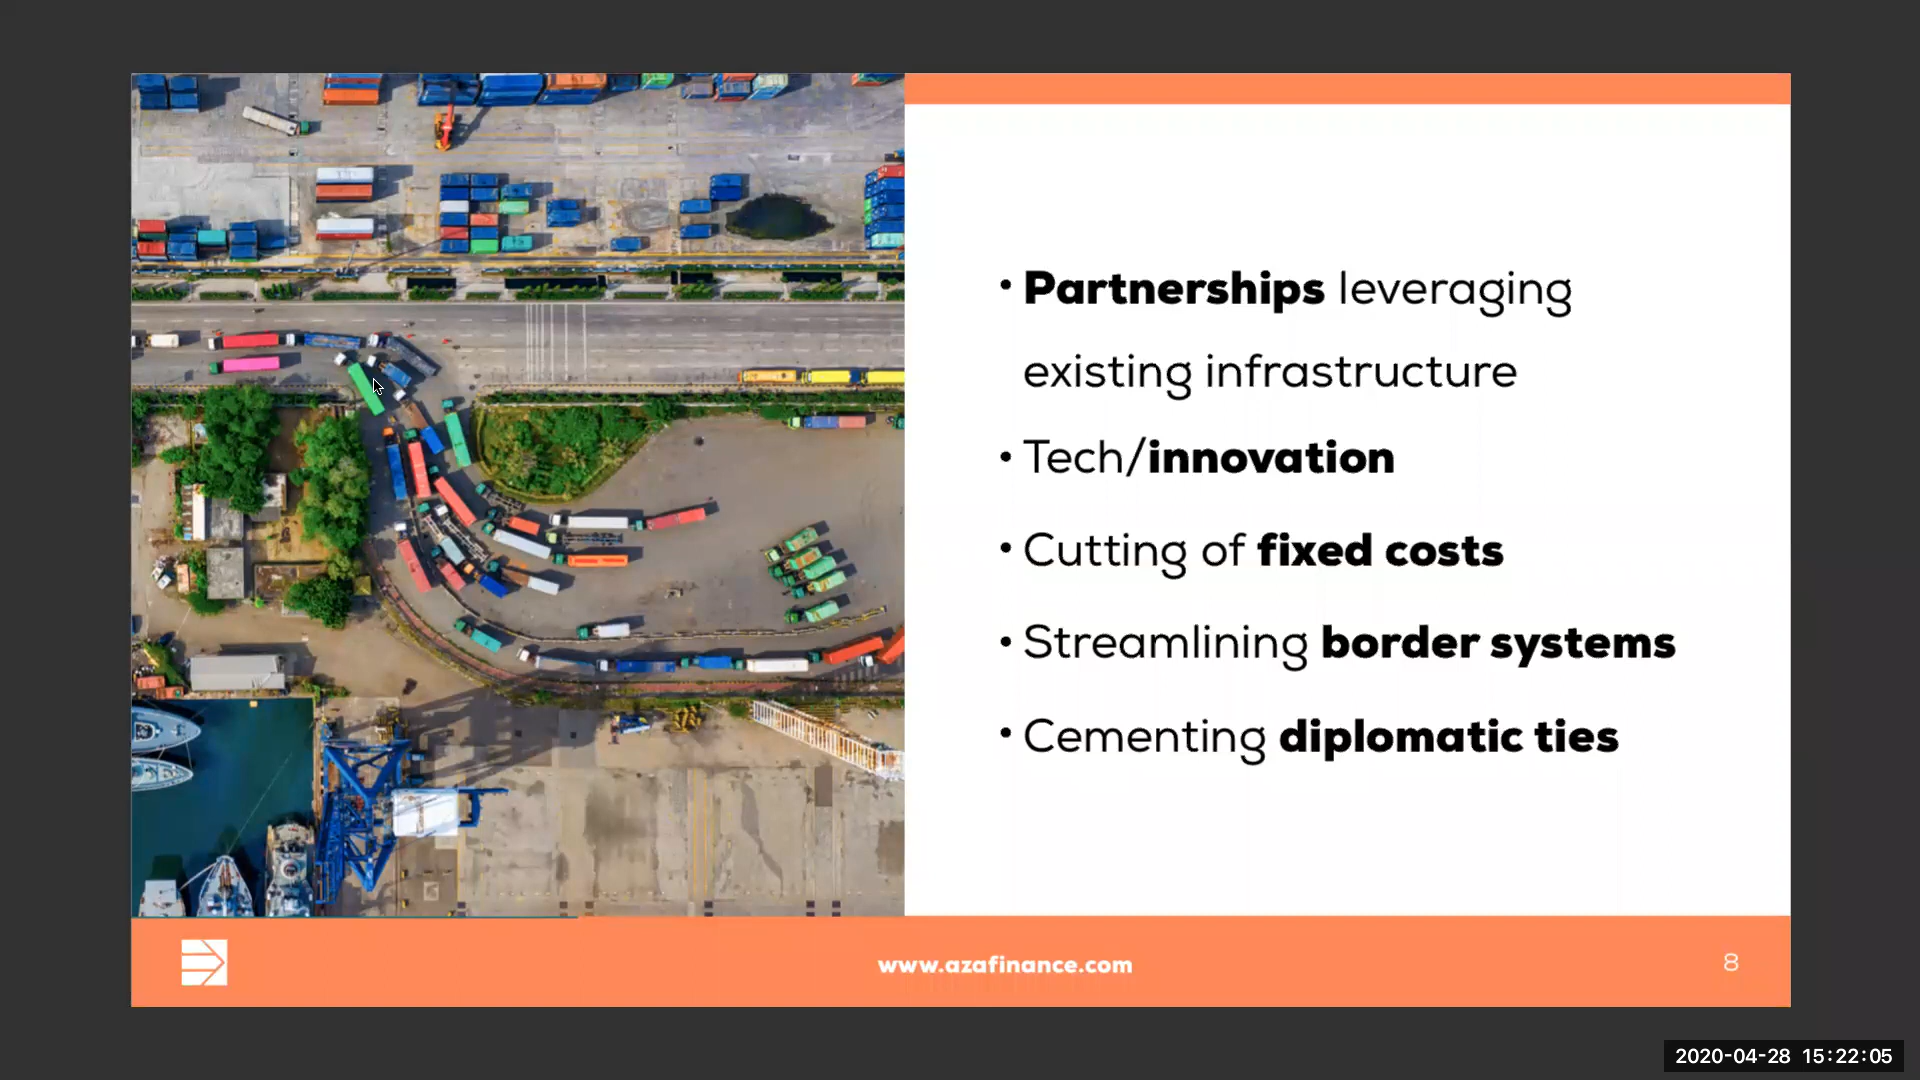 • Partnerships leveraging
existing infrastructure
• Tech/innovation
• Cutting of fixed costs
• Streamlining border systems
• Cementing diplomatic ties
www.azafinance.com
8
2020-04-28 15:22:05